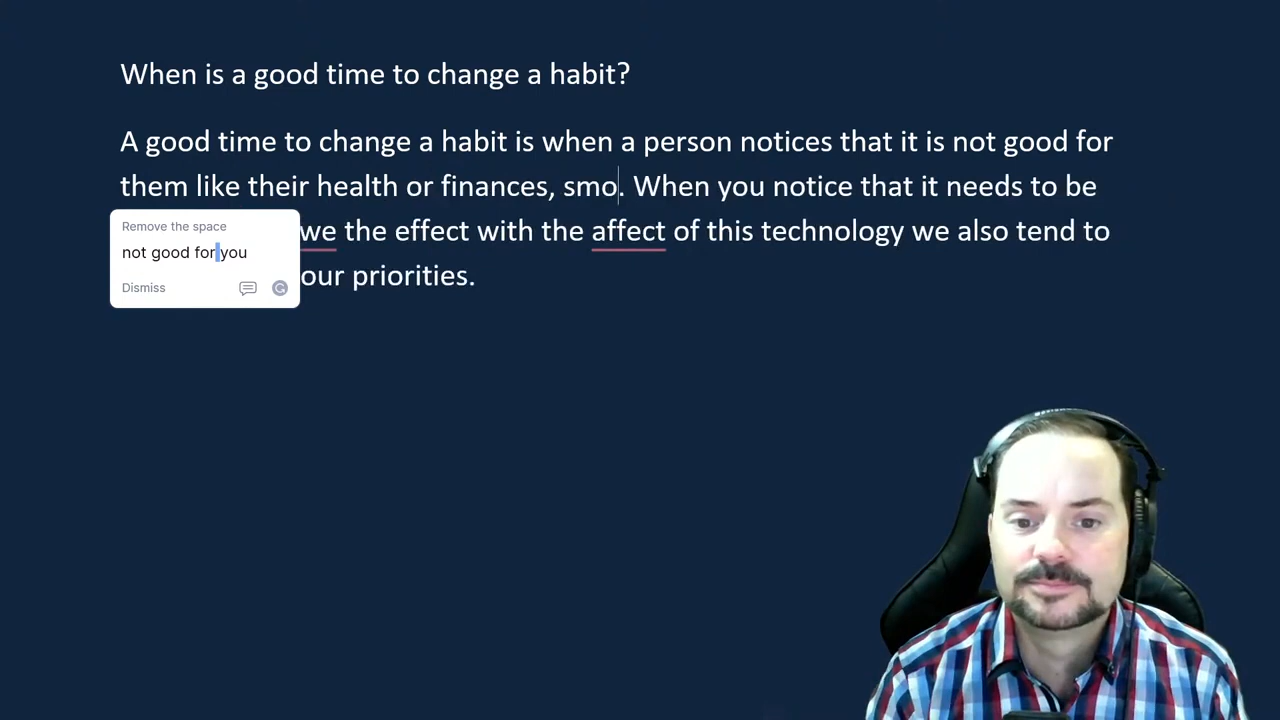 When is a good time to change a habit?
A good time to change a habit is when a person notices that it is not good for
them like their health or finances, smo. When you notice that it needs to be
we the effect with the affect of this technology we also tend to
our priorities.
Remove the space
not good for you
Dismiss